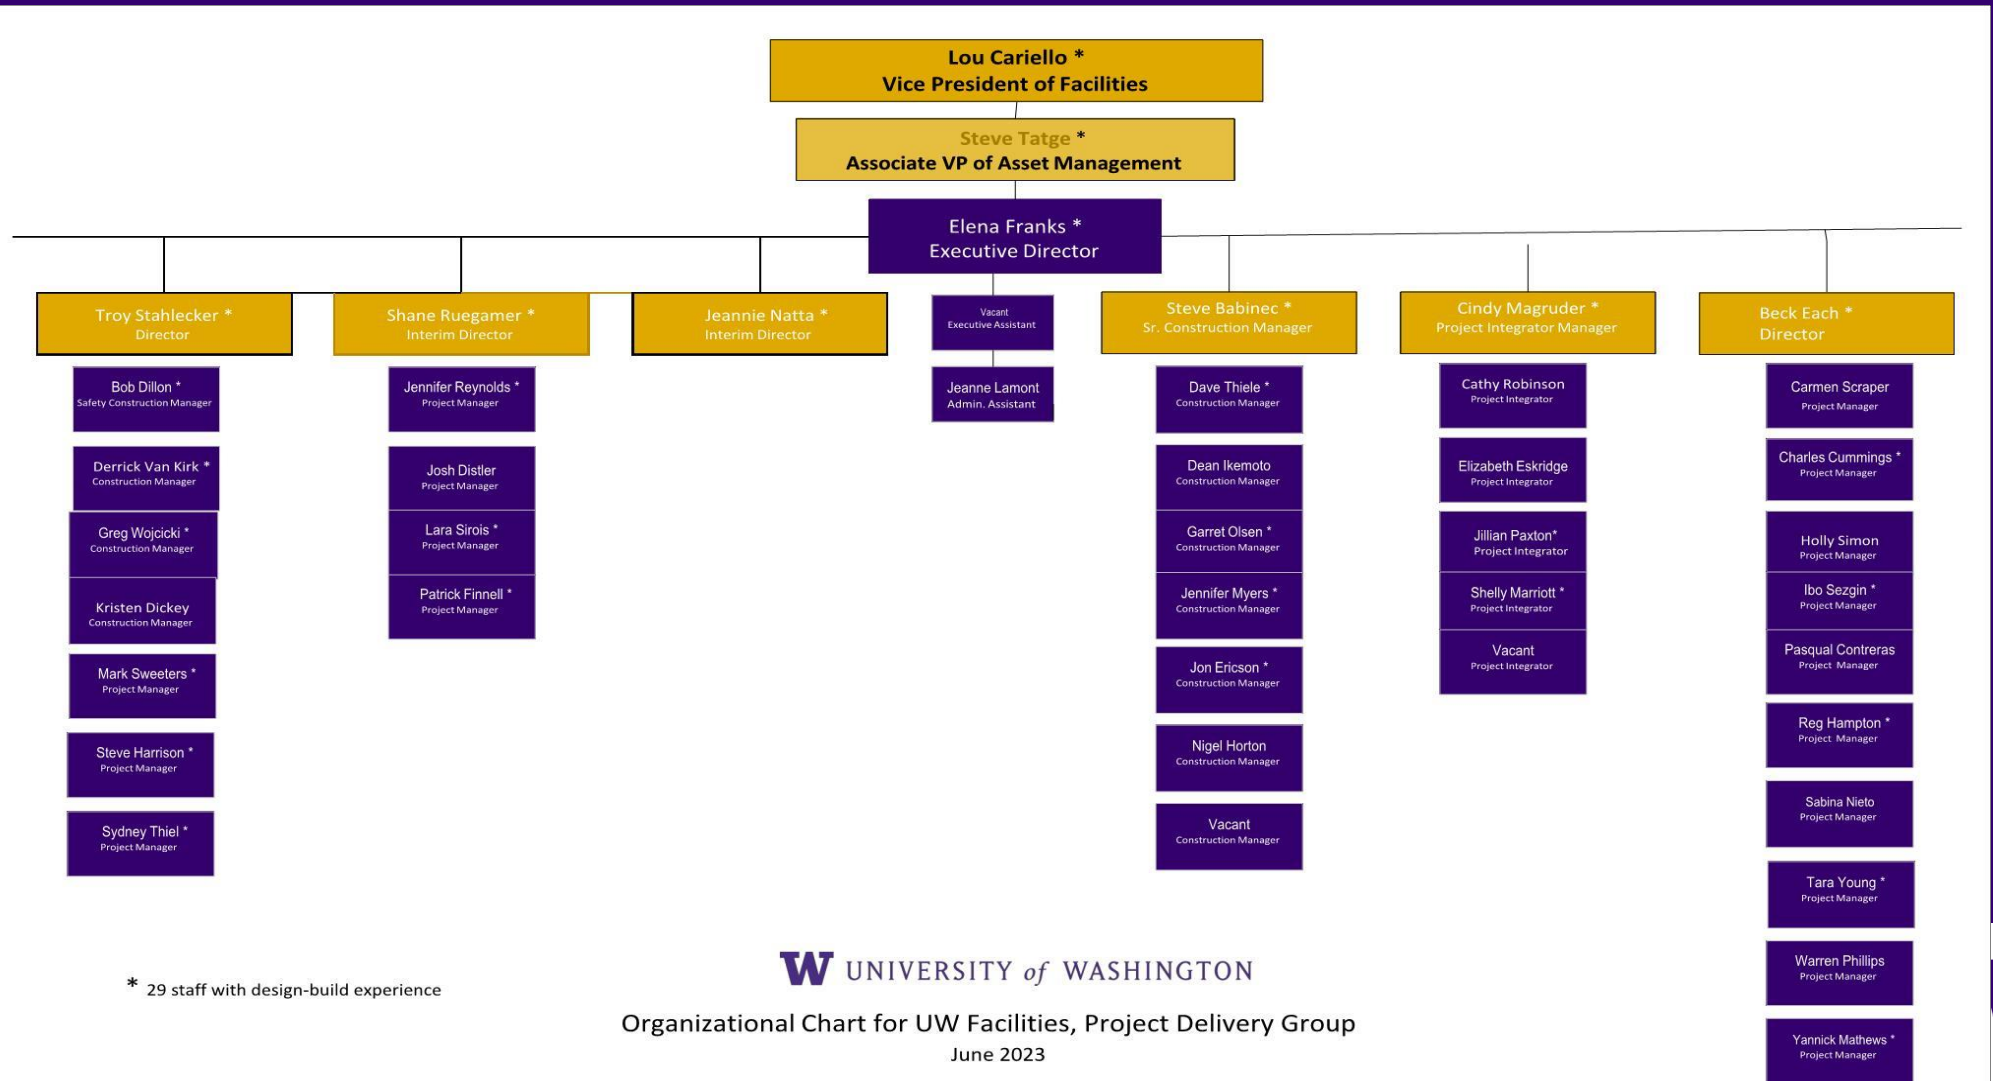 Lou Cariello *
Vice President of Facilities
Steve Tatge *
Associate VP of Asset Management
Elena Franks *
Executive Director
Troy Stahlecker *
Director
Shane Ruegamer *
Interim Director
Jeannie Natta *
Interim Director
Vacant
Executive Assistant
Jeanne Lamont
Admin. Assistant
Steve Babinec *
Sr. Construction Manager
Cindy Magruder *
Project Integrator Manager
Beck Each *
Director
Bob Dillon *
Safety Construction Manager
Derrick Van Kirk *
Construction Manager
Greg Wojcicki *
Construction Manager
Kristen Dickey
Construction Manager
Mark Sweeters *
Project Manager
Steve Harrison *
Project Manager
Sydney Thiel *
Project Manager
Jennifer Reynolds *
Project Manager
Josh Distler
Project Manager
Lara Sirois *
Project Manager
Patrick Finnell *
Project Manager
Dave Thiele *
Construction Manager
Dean Ikemoto
Construction Manager
Garret Olsen *
Construction Manager
Jennifer Myers *
Construction Manager
Jon Ericson *
Construction Manager
Nigel Horton
Construction Manager
Vacant
Construction Manager
Cathy Robinson
Project Integrator
Elizabeth Eskridge
Project Integrator
Jillian Paxton*
Project Integrator
Shelly Marriott *
Project Integrator
Vacant
Project Integrator
Carmen Scraper
Project Manager
Charles Cummings *
Project Manager
Holly Simon
Project Manager
Ibo Sezgin *
Project Manager
Pasqual Contreras
Project Manager
Reg Hampton *
Project Manager
Sabina Nieto
Project Manager
Tara Young *
Project Manager
Warren Phillips
Project Manager
Yannick Mathews *
Project Manager
* 29 staff with design-build experience
W UNIVERSITY of WASHINGTON
Organizational Chart for UW Facilities, Project Delivery Group
June 2023